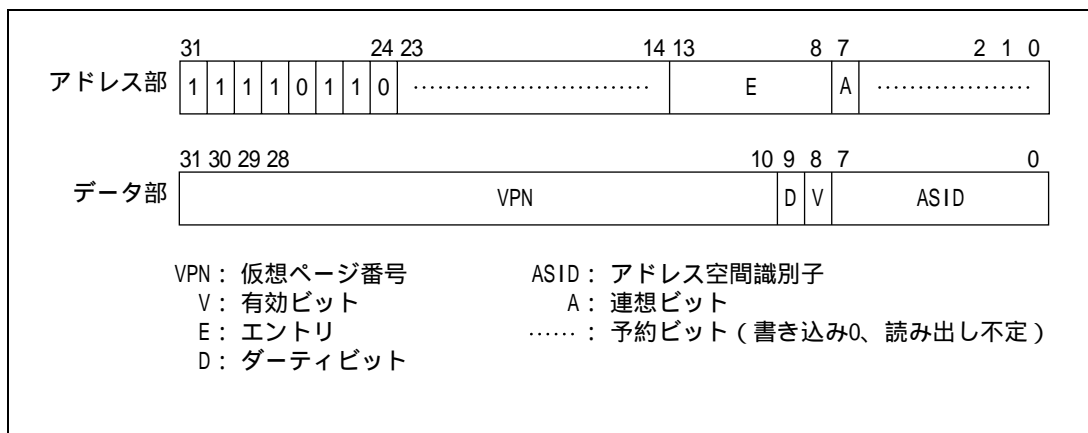 31 24 23 14 13 8 7 2 1 0
アドレス部 1 1 1 1 0 1 1 0 ………………………… E A …………………
31 30 29 28 10 9 8 7 0
データ部 VPN D V ASID
VPN： 仮想ページ番号 ASID： アドレス空間識別子
V： 有効ビット A： 連想ビット
E： エントリ ……： 予約ビット（書き込み0、読み出し不定）
D： ダーティビット